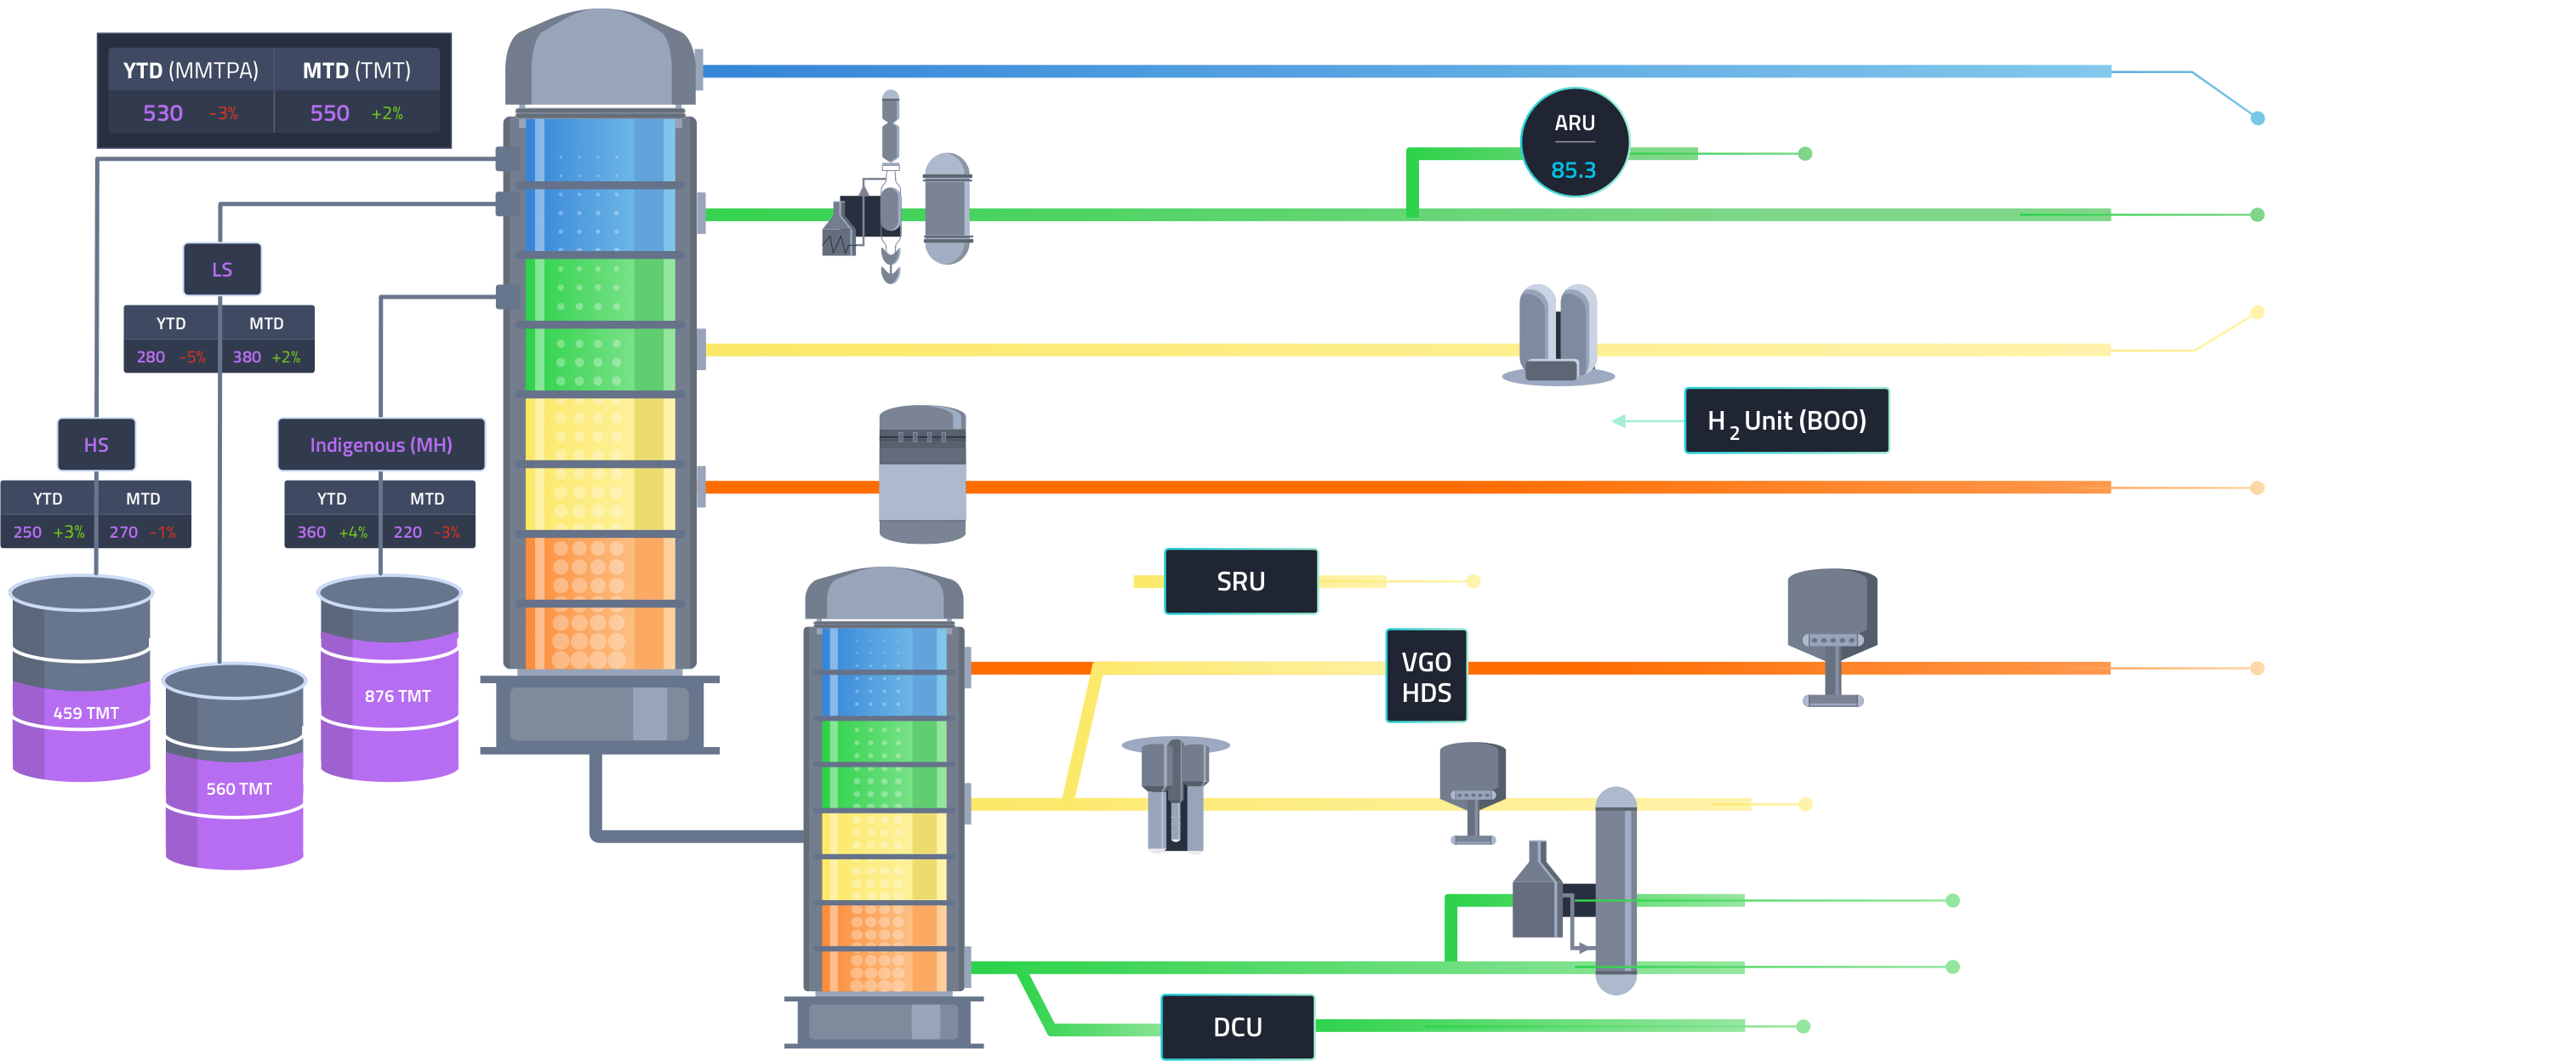 YTD (MMTPA) MTD (TMT)
530 -3% 550 +2%
ARU
85.3
LS
YTD MTD
280 -5% 380 +2%
H2 Unit (BOO)
HS
Indigenous (MH)
YTD MTD
250 +3% 270 -1%
YTD MTD
360 +4% 220 -3%
SRU
VGO
HDS
459 TMT
876 TMT
560 TMT
DCU